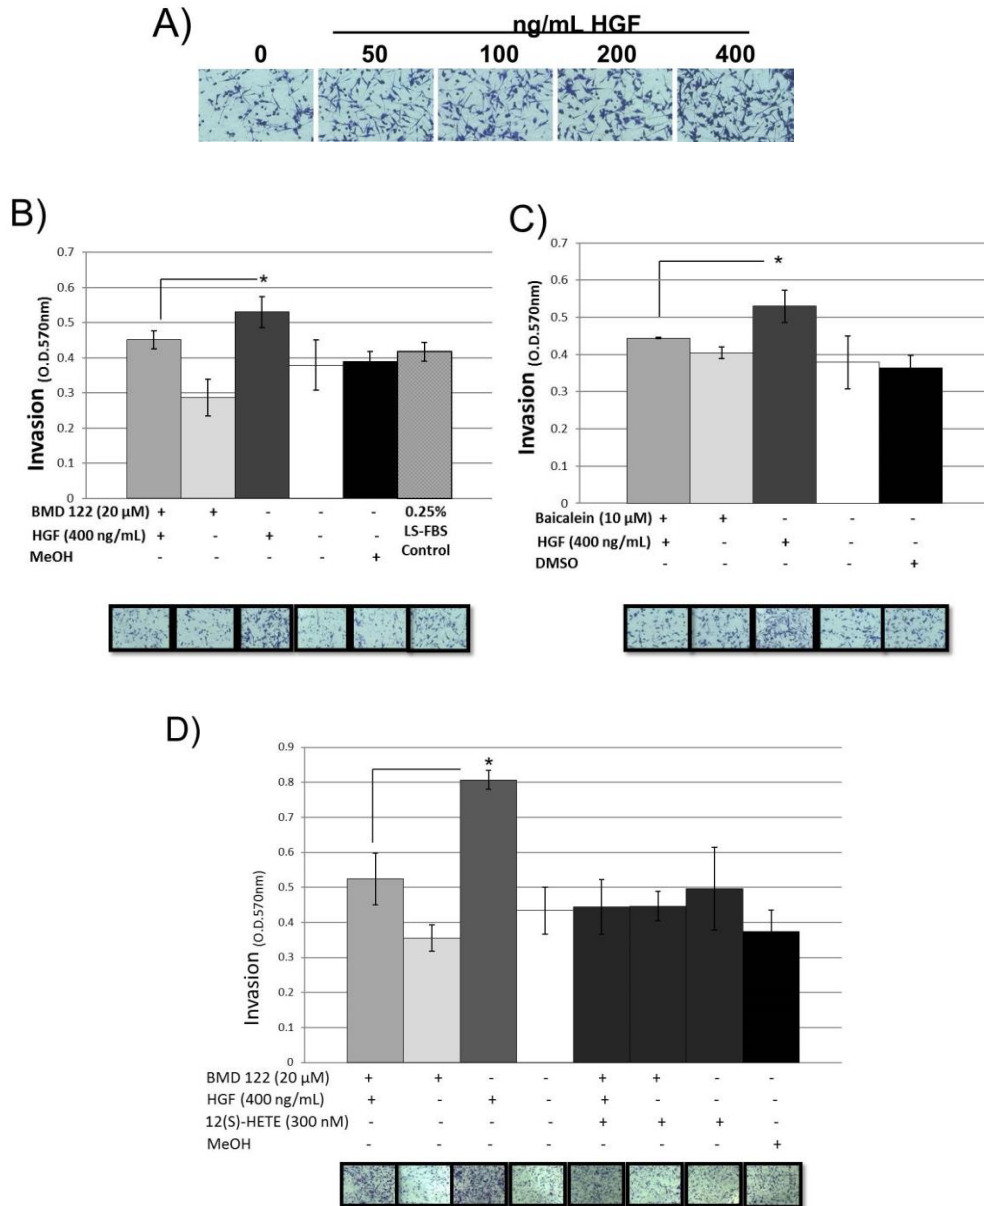 A)
ng/mL HGF
0 50 100 200 400
B)
0.7
0.6
0.5
0.4
0.3
0.2
0.1
0
Invasion (O.D.570nm)
*
BMD 122 (20 µM) + + - - - 0.25%
HGF (400 ng/mL) + - + - - LS-FBS
MeOH - - - - + Control
C)
0.7
0.6
0.5
0.4
0.3
0.2
0.1
0
Invasion (O.D.570nm)
*
Baicalein (10 µM) + + - - -
HGF (400 ng/mL) + - + - -
DMSO - - - - +
D)
0.9
0.8
0.7
0.6
0.5
0.4
0.3
0.2
0.1
0
Invasion (O.D.570nm)
*
BMD 122 (20 µM) + + - - + + - -
HGF (400 ng/mL) + - + - + - - -
12(S)-HETE (300 nM) - - - - + + + -
MeOH - - - - - - - +